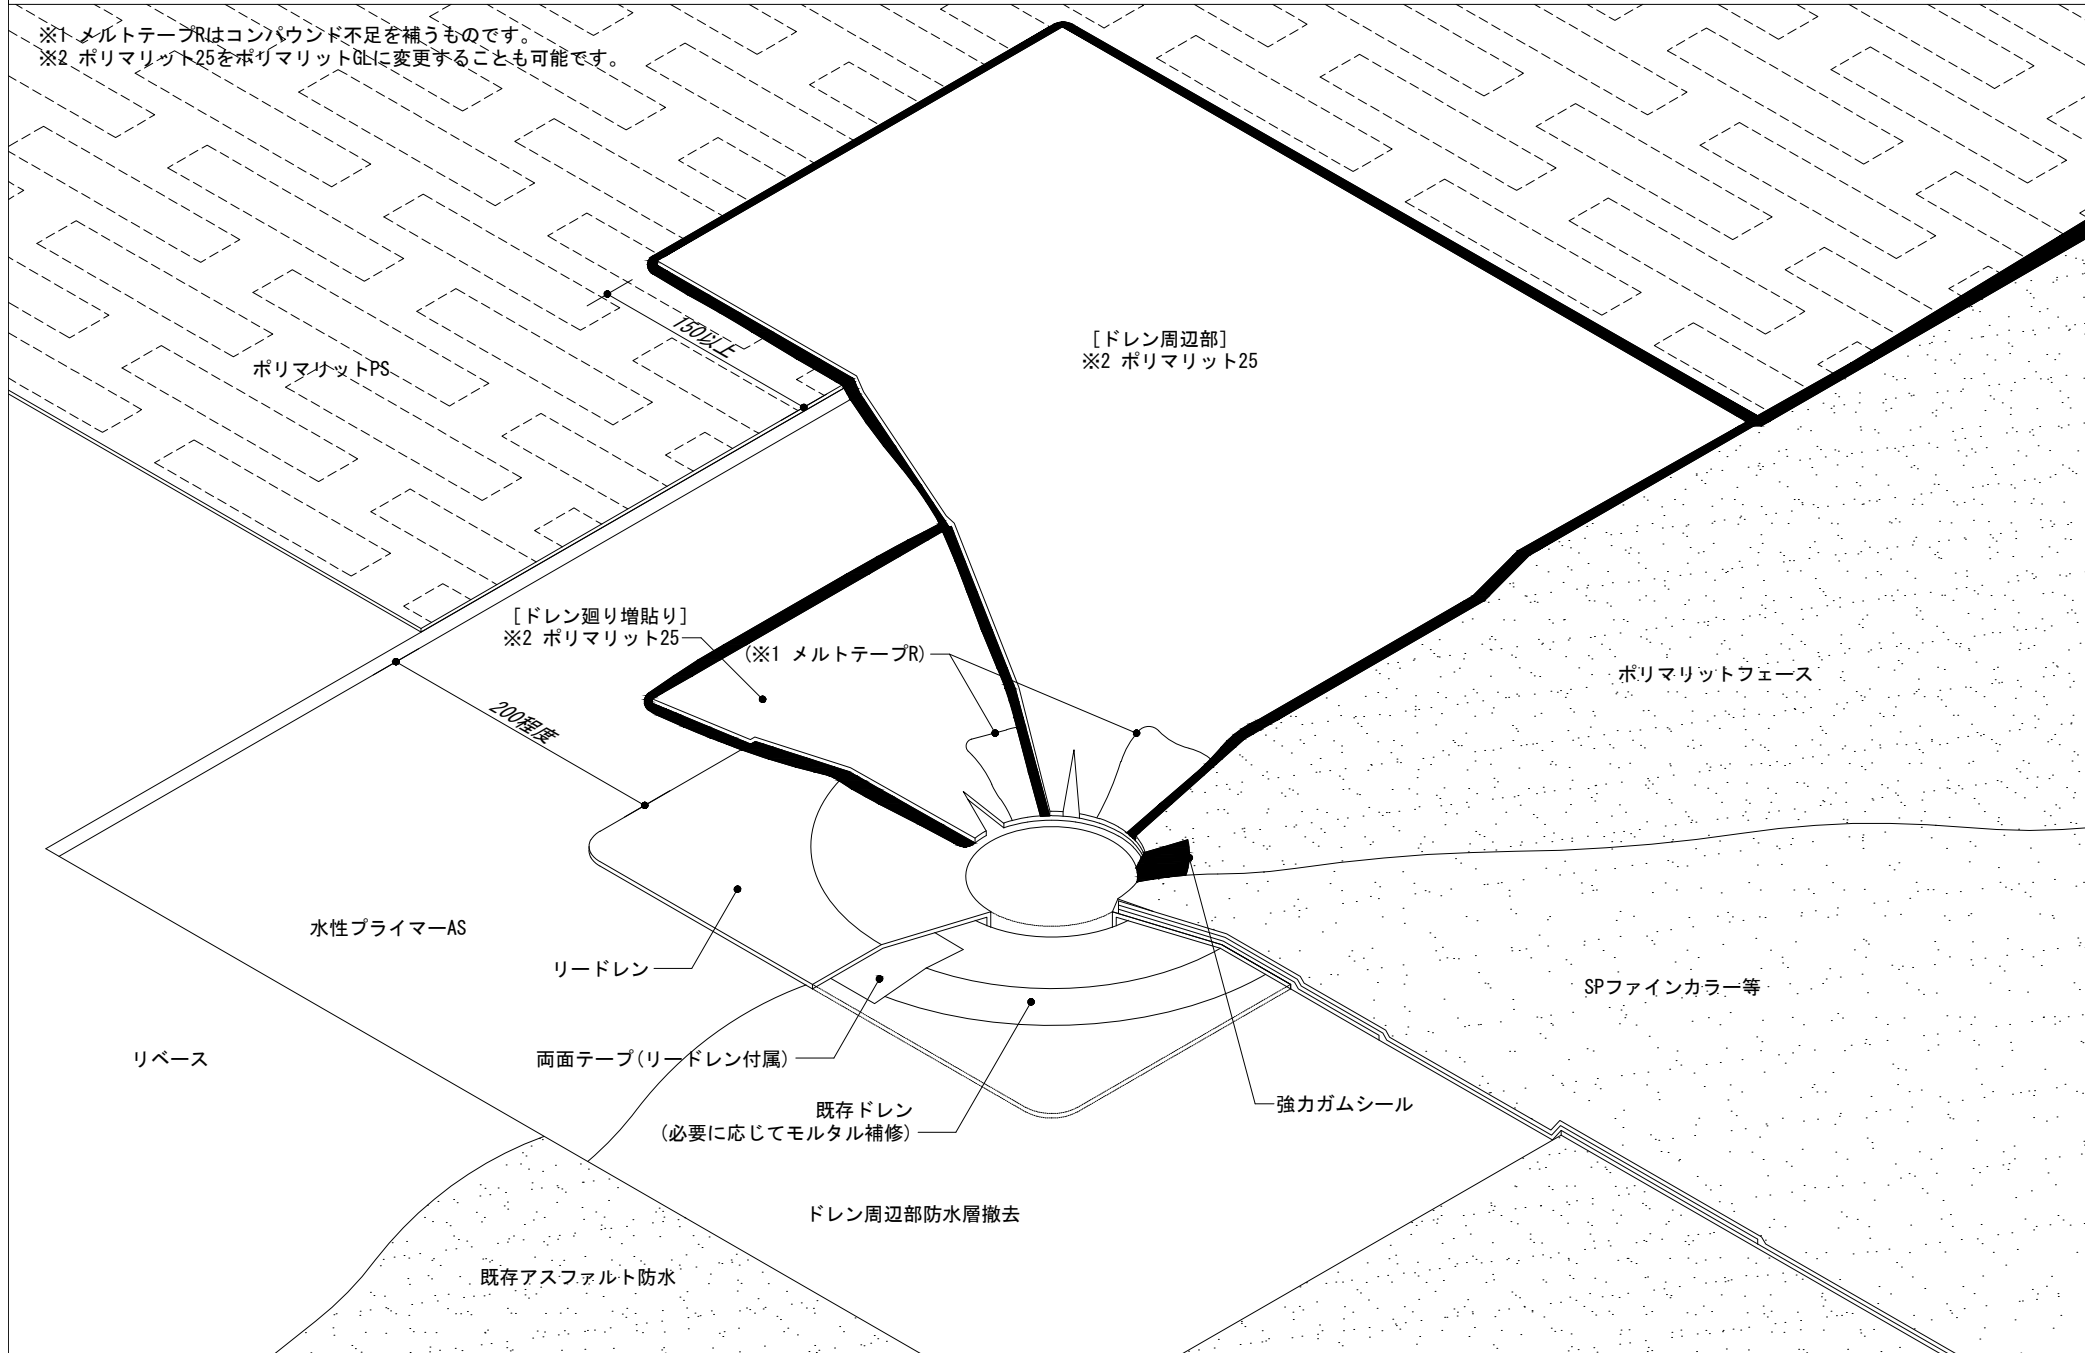 ※1 メルトテープRはコンパウンド不足を補うものです。
※2 ポリマリット25をポリマリットGLに変更することも可能です。
[ドレン周辺部]
※2 ポリマリット25
150以上
ポリマリットPS
[ドレン廻り増貼り]
※2 ポリマリット25
(※1 メルトテープR)
ポリマリットフェース
200程度
水性プライマーAS
リードレン
SPファインカラー等
リベース
両面テープ(リードレン付属)
既存ドレン
(必要に応じてモルタル補修)
強力ガムシール
ドレン周辺部防水層撤去
既存アスファルト防水